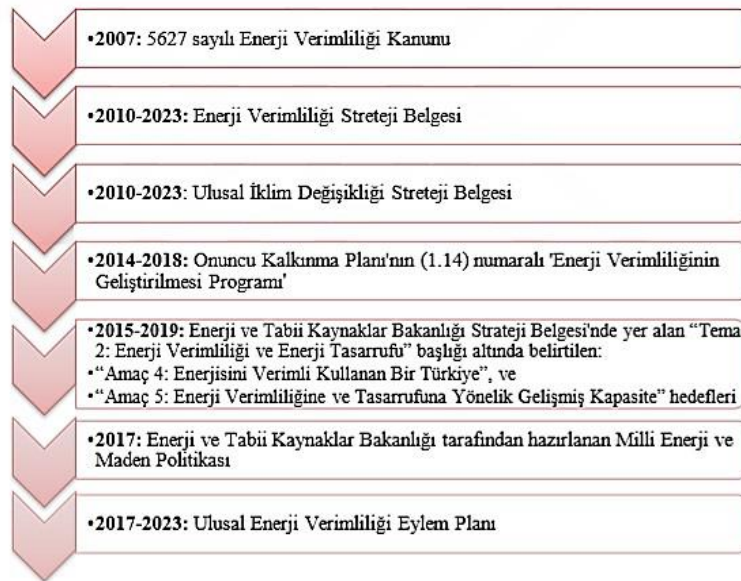 •2007: 5627 sayılı Enerji Verimliliği Kanunu
•2010-2023: Enerji Verimliliği Streteji Belgesi
•2010-2023: Ulusal İklim Değişikliği Streteji Belgesi
•2014-2018: Onuncu Kalkınma Planı'nın (1.14) numaralı 'Enerji Verimliliğinin
Geliştirilmesi Programı'
•2015-2019: Enerji ve Tabii Kaynaklar Bakanlığı Strateji Belgesi'nde yer alan “Tema
2: Enerji Verimliliği ve Enerji Tasarrufu” başlığı altında belirtilen:
•“Amaç 4: Enerjisini Verimli Kullanan Bir Türkiye”, ve
•“Amaç 5: Enerji Verimliliğine ve Tasarrufuna Yönelik Gelişmiş Kapasite” hedefleri
•2017: Enerji ve Tabii Kaynaklar Bakanlığı tarafından hazırlanan Milli Enerji ve
Maden Politikası
•2017-2023: Ulusal Enerji Verimliliği Eylem Planı